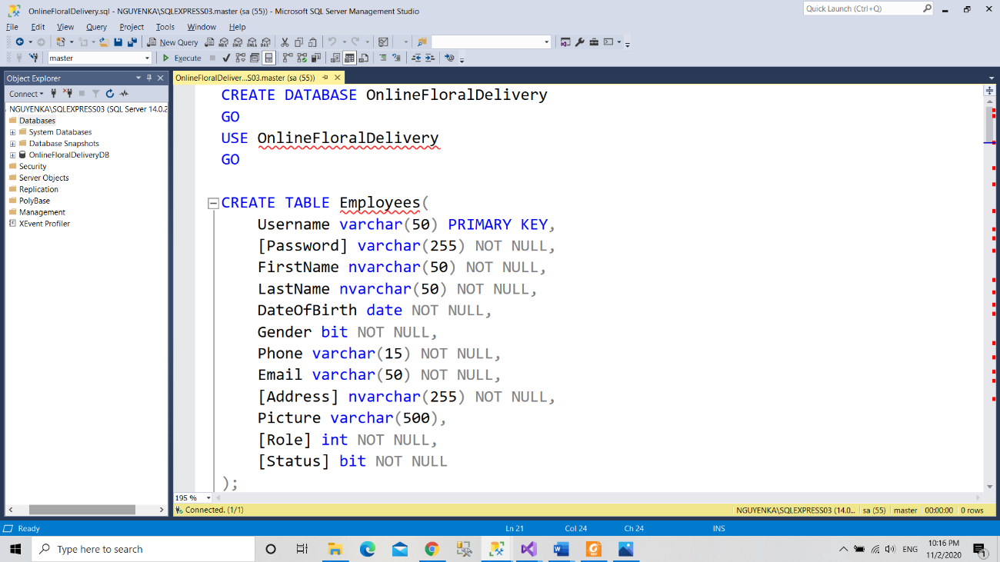 OnlineFloralDelivery.sql - NGUYENKA\SQLEXPRESS03.master (sa (55)) - Microsoft SQL Server Management Studio
Quick Launch (Ctrl+Q)
File Edit View Query Project Tools Window Help
New Query
master
Execute
Object Explorer
Connect
NGUYENKA\SQLEXPRESS03 (SQL Server 14.0.2
Databases
System Databases
Database Snapshots
OnlineFloralDeliveryDB
Security
Server Objects
Replication
PolyBase
Management
XEvent Profiler
OnlineFloralDeliver...S03.master (sa (55))
CREATE DATABASE OnlineFloralDelivery
GO
USE OnlineFloralDelivery
GO
CREATE TABLE Employees(
Username varchar(50) PRIMARY KEY,
[Password] varchar(255) NOT NULL,
FirstName nvarchar(50) NOT NULL,
LastName nvarchar(50) NOT NULL,
DateOfBirth date NOT NULL,
Gender bit NOT NULL,
Phone varchar(15) NOT NULL,
Email varchar(50) NOT NULL,
[Address] nvarchar(255) NOT NULL,
Picture varchar(500),
[Role] int NOT NULL,
[Status] bit NOT NULL
);
195 %
Connected. (1/1)
NGUYENKA\SQLEXPRESS03 (14.0... sa (55) master 00:00:00 0 rows
Ready
Ln 21 Col 24 Ch 24 INS
Type here to search
ENG
10:16 PM
11/2/2020
1